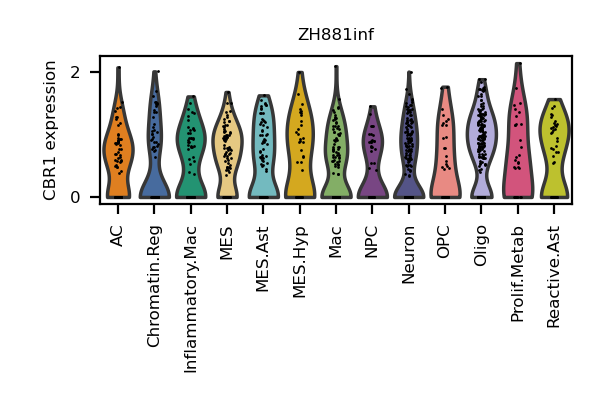 ZH881inf
CBR1 expression
2
0
AC
Chromatin.Reg
Inflammatory.Mac
MES
MES.Ast
MES.Hyp
Mac
NPC
Neuron
OPC
Oligo
Prolif.Metab
Reactive.Ast